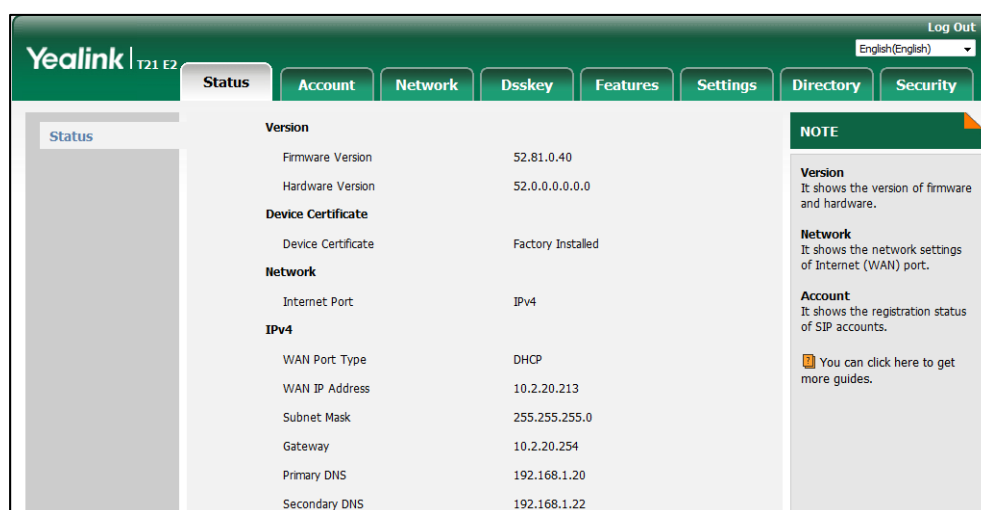 Log Out
English(English)
Yealink | T21 E2
Status Account Network Dsskey Features Settings Directory Security
Status
Version
Firmware Version 52.81.0.40
Hardware Version 52.0.0.0.0.0.0
Device Certificate
Device Certificate Factory Installed
Network
Internet Port IPv4
IPv4
WAN Port Type DHCP
WAN IP Address 10.2.20.213
Subnet Mask 255.255.255.0
Gateway 10.2.20.254
Primary DNS 192.168.1.20
Secondary DNS 192.168.1.22
NOTE
Version
It shows the version of firmware
and hardware.
Network
It shows the network settings
of Internet (WAN) port.
Account
It shows the registration status
of SIP accounts.
You can click here to get
more guides.